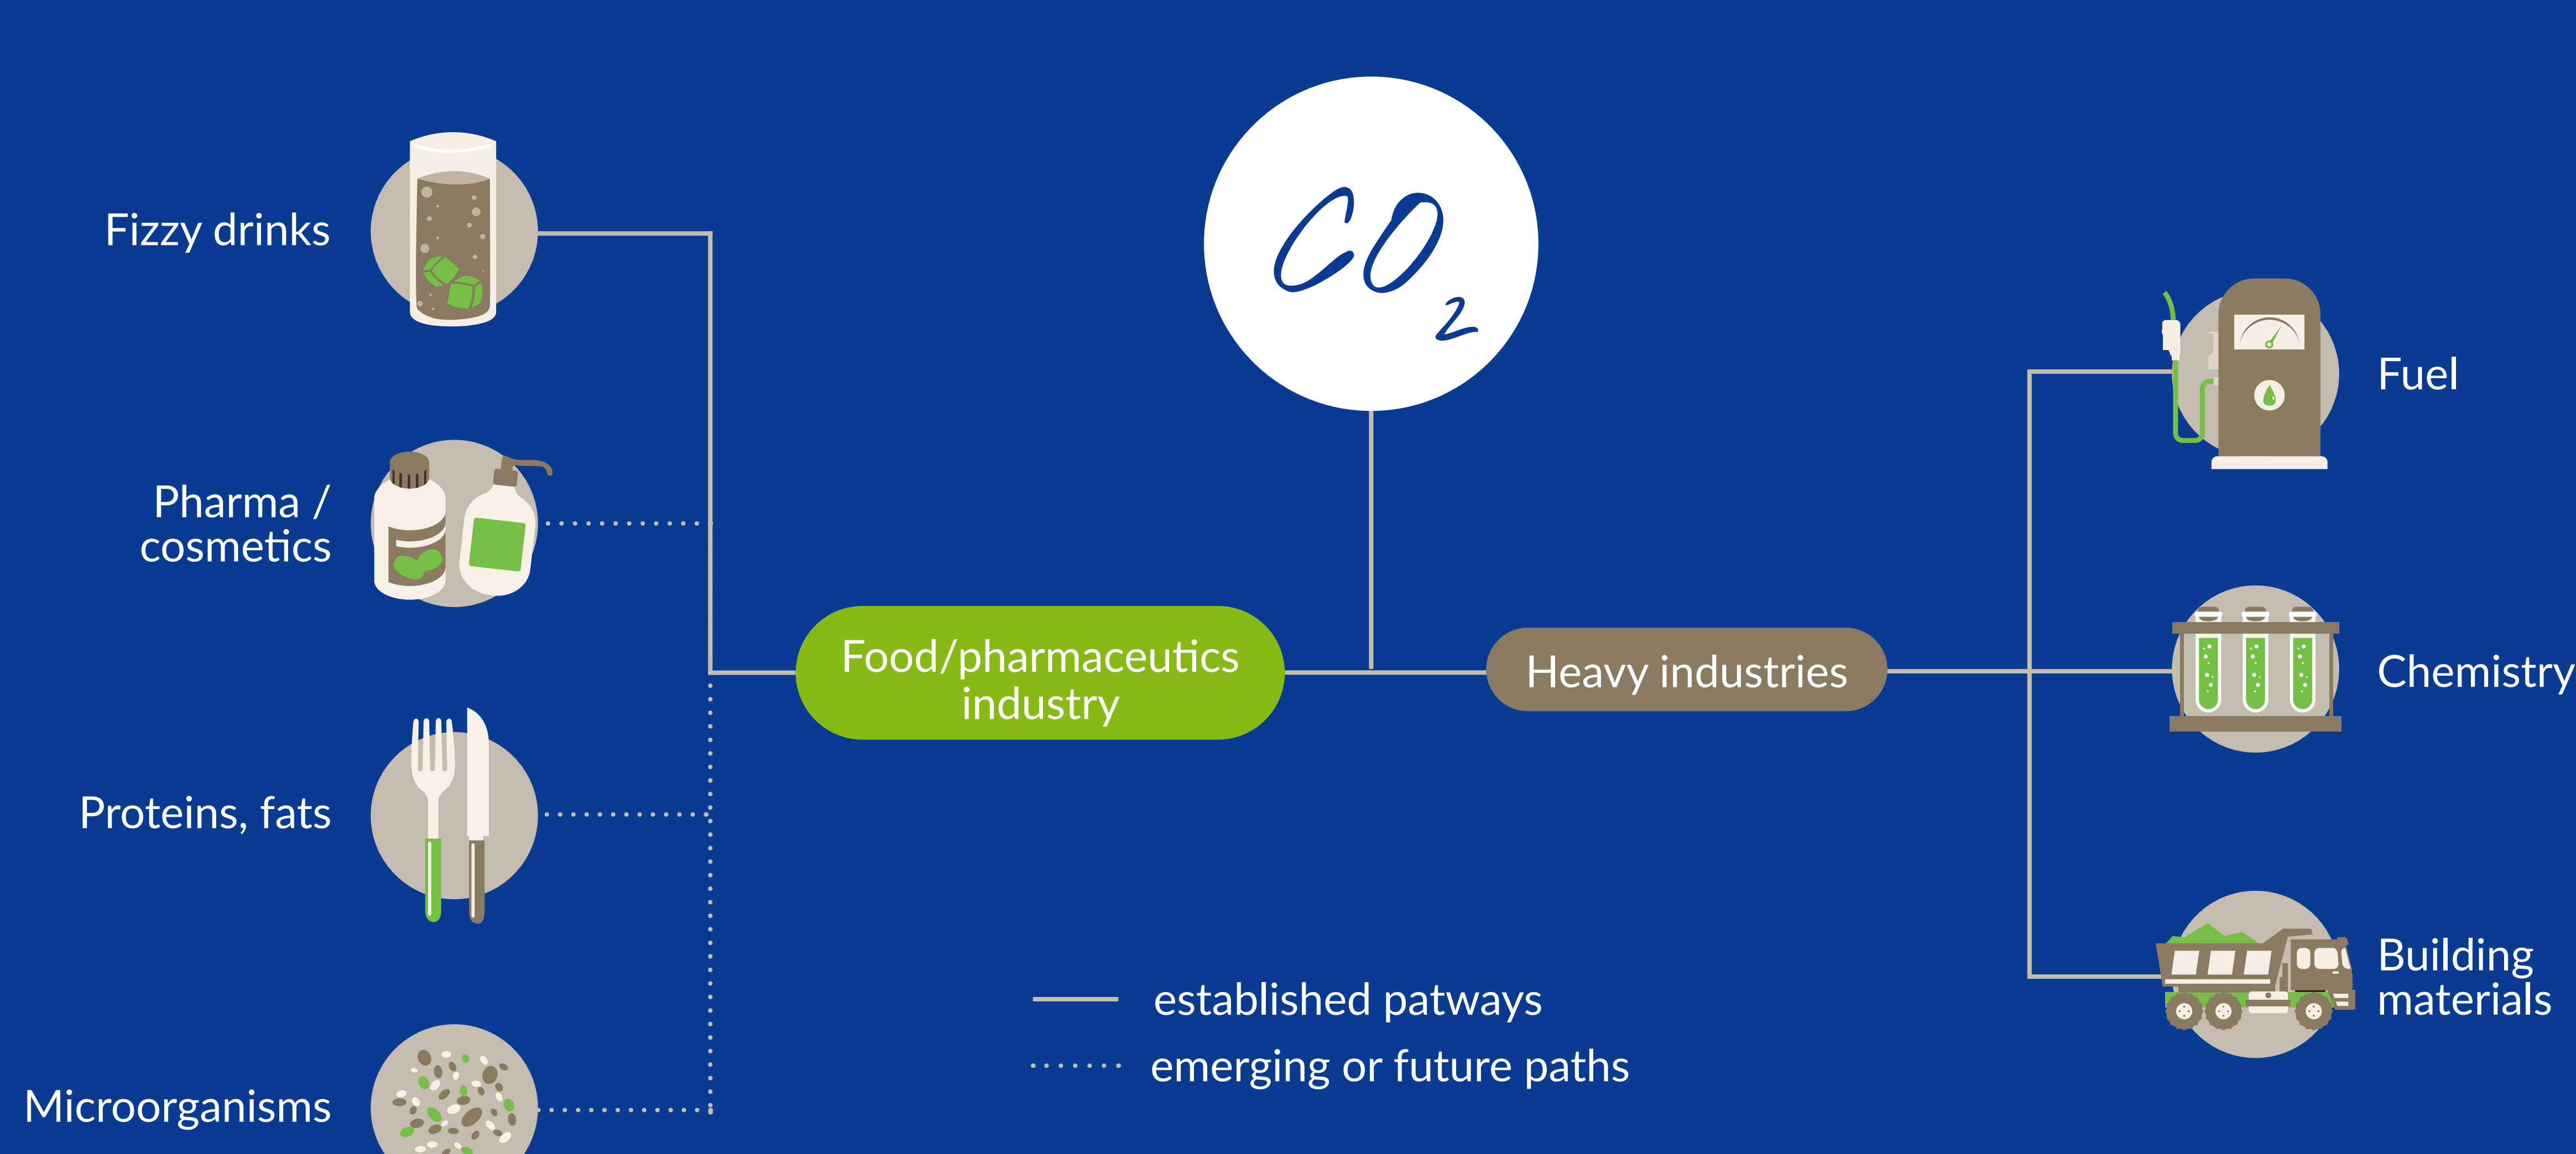 CO2
Fizzy drinks
Pharma /
cosmetics
Proteins, fats
Microorganisms
Food/pharmaceutics
industry
Heavy industries
Fuel
Chemistry
Building
materials
established patways
emerging or future paths